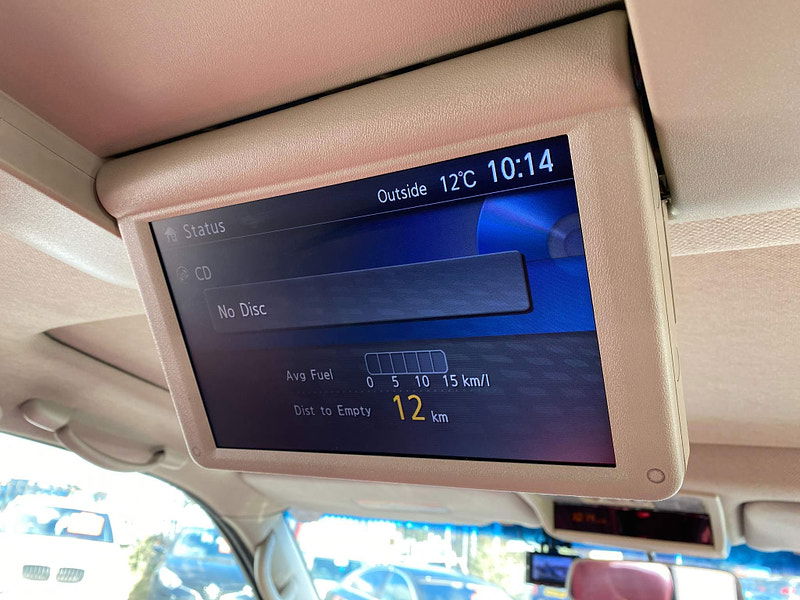 Outside 12℃ 10:14
Status
CD
No Disc
Avg Fuel
0 5 10 15 km/l
Dist to Empty 12 km